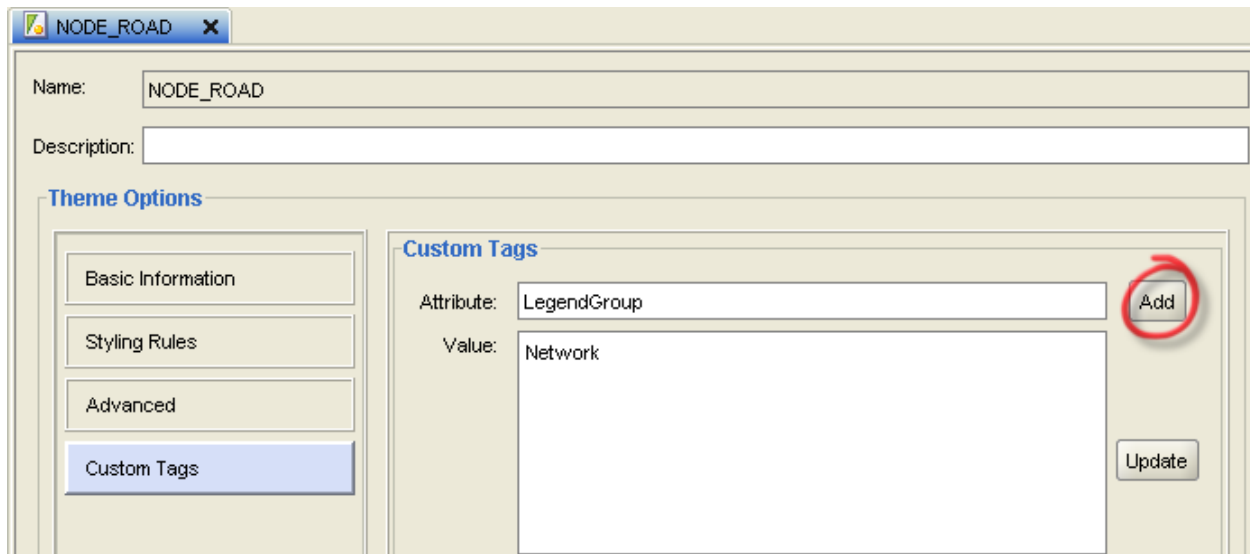 NODE_ROAD
Name: NODE_ROAD
Description:
Theme Options
Basic Information
Styling Rules
Advanced
Custom Tags
Custom Tags
Attribute: LegendGroup Add
Value: Network
Update